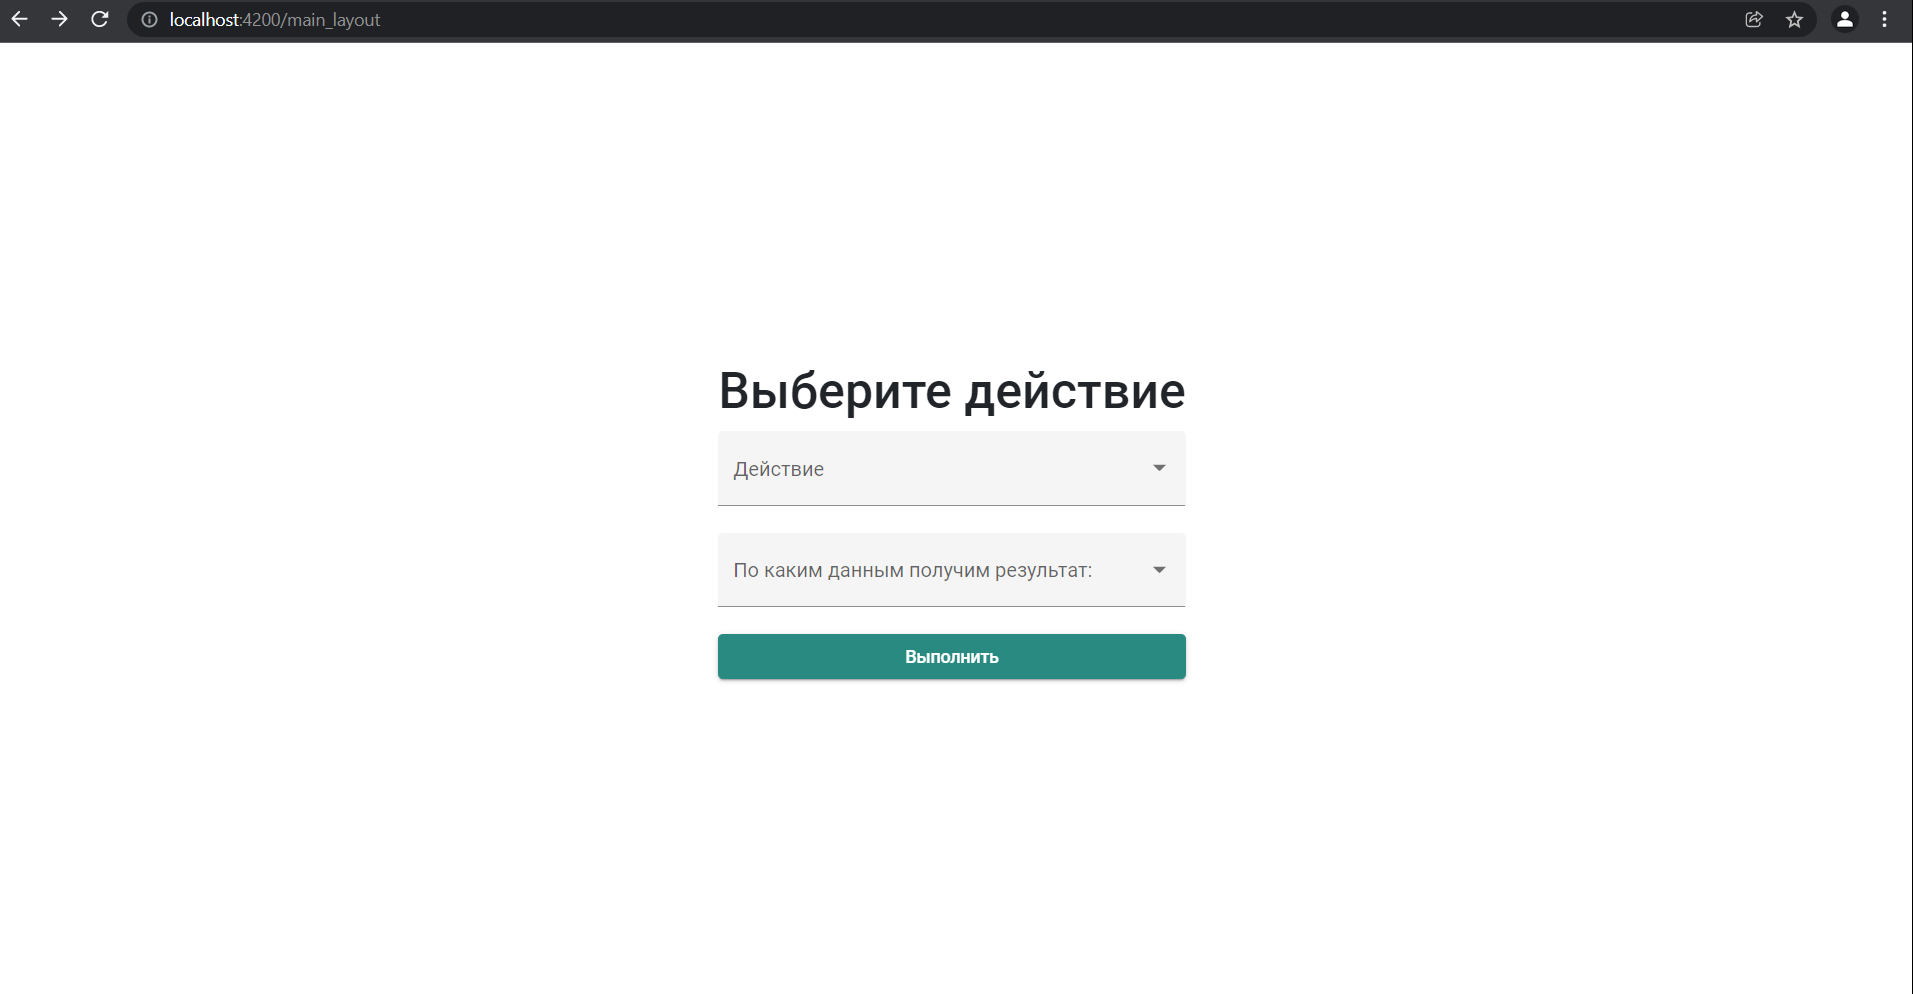 localhost:4200/main_layout
Выберите действие
Действие
По каким данным получим результат:
Выполнить